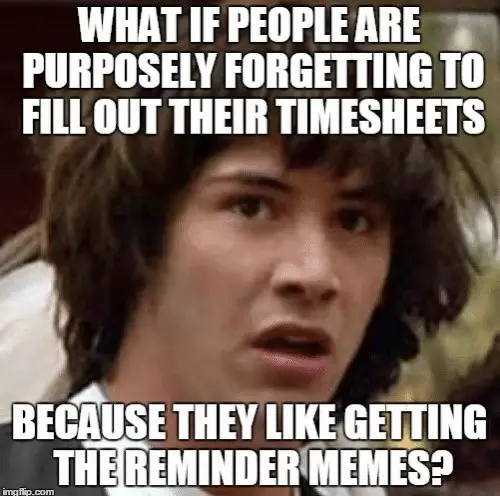 WHAT IF PEOPLE ARE
PURPOSELY FORGETTING TO
FILL OUT THEIR TIMESHEETS
BECAUSE THEY LIKE GETTING
THE REMINDER MEMES?
imgflip.com